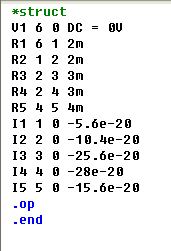 *struct
V1 6 0 DC = 0V
R1 6 1 2m
R2 1 2 2m
R3 2 3 3m
R4 2 4 3m
R5 4 5 4m
I1 1 0 -5.6e-20
I2 2 0 -10.4e-20
I3 3 0 -25.6e-20
I4 4 0 -28e-20
I5 5 0 -15.6e-20
.op
.end